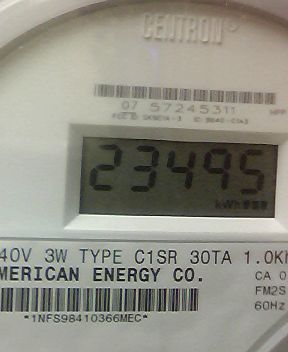 CENTRON®
07 57245311
23495
kWh
40V 3W TYPE C1SR 30TA 1.0Kh
MERICAN ENERGY CO.
CA 0
FM2S
60Hz
*1NFS98410366MEC*